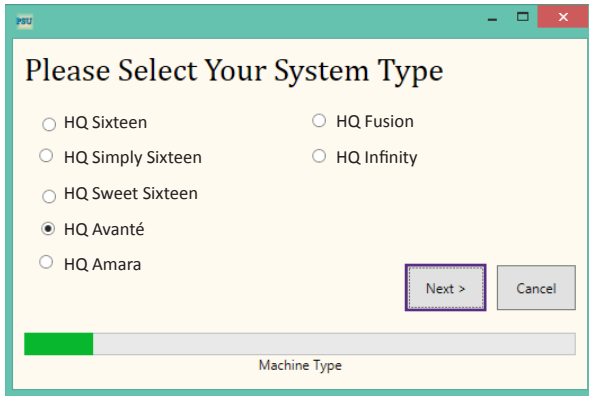 PSU
Please Select Your System Type
HQ Sixteen
HQ Simply Sixteen
HQ Sweet Sixteen
HQ Avanté
HQ Amara
HQ Fusion
HQ Infinity
Next >
Cancel
Machine Type